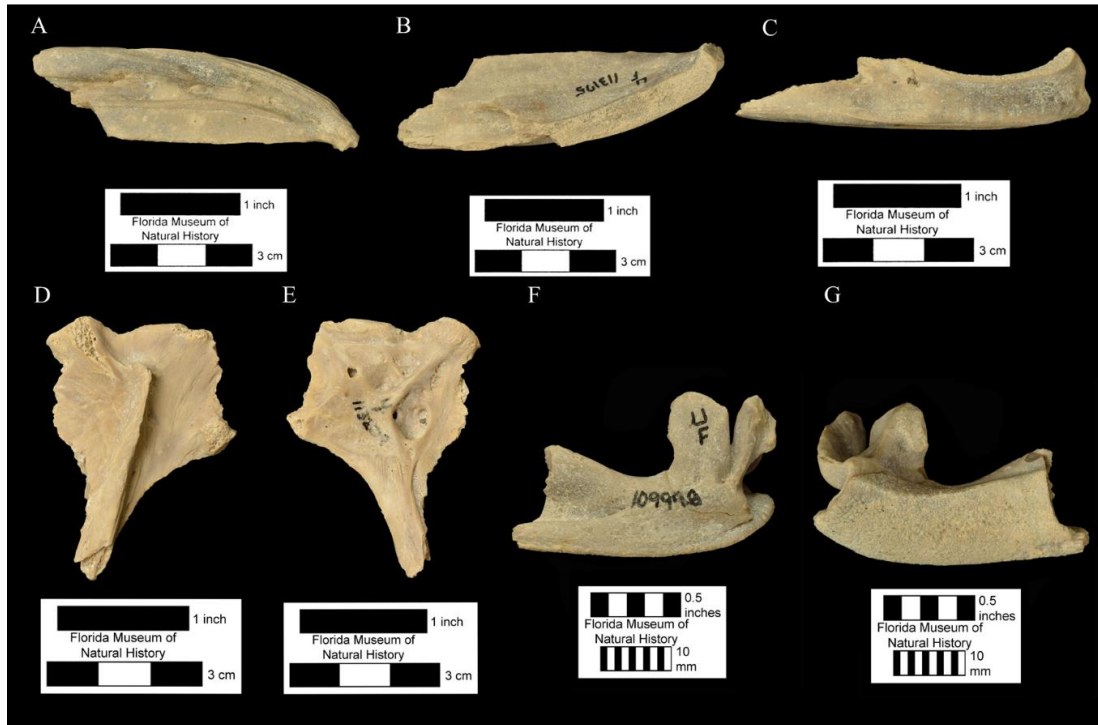 A
B
C
UF
113195
1 inch
Florida Museum of
Natural History
3 cm
1 inch
Florida Museum of
Natural History
3 cm
1 inch
Florida Museum of
Natural History
3 cm
D
E
F
G
UF
109978
1 inch
Florida Museum of
Natural History
3 cm
1 inch
Florida Museum of
Natural History
3 cm
0.5
inches
Florida Museum of
Natural History
10
mm
0.5
inches
Florida Museum of
Natural History
10
mm